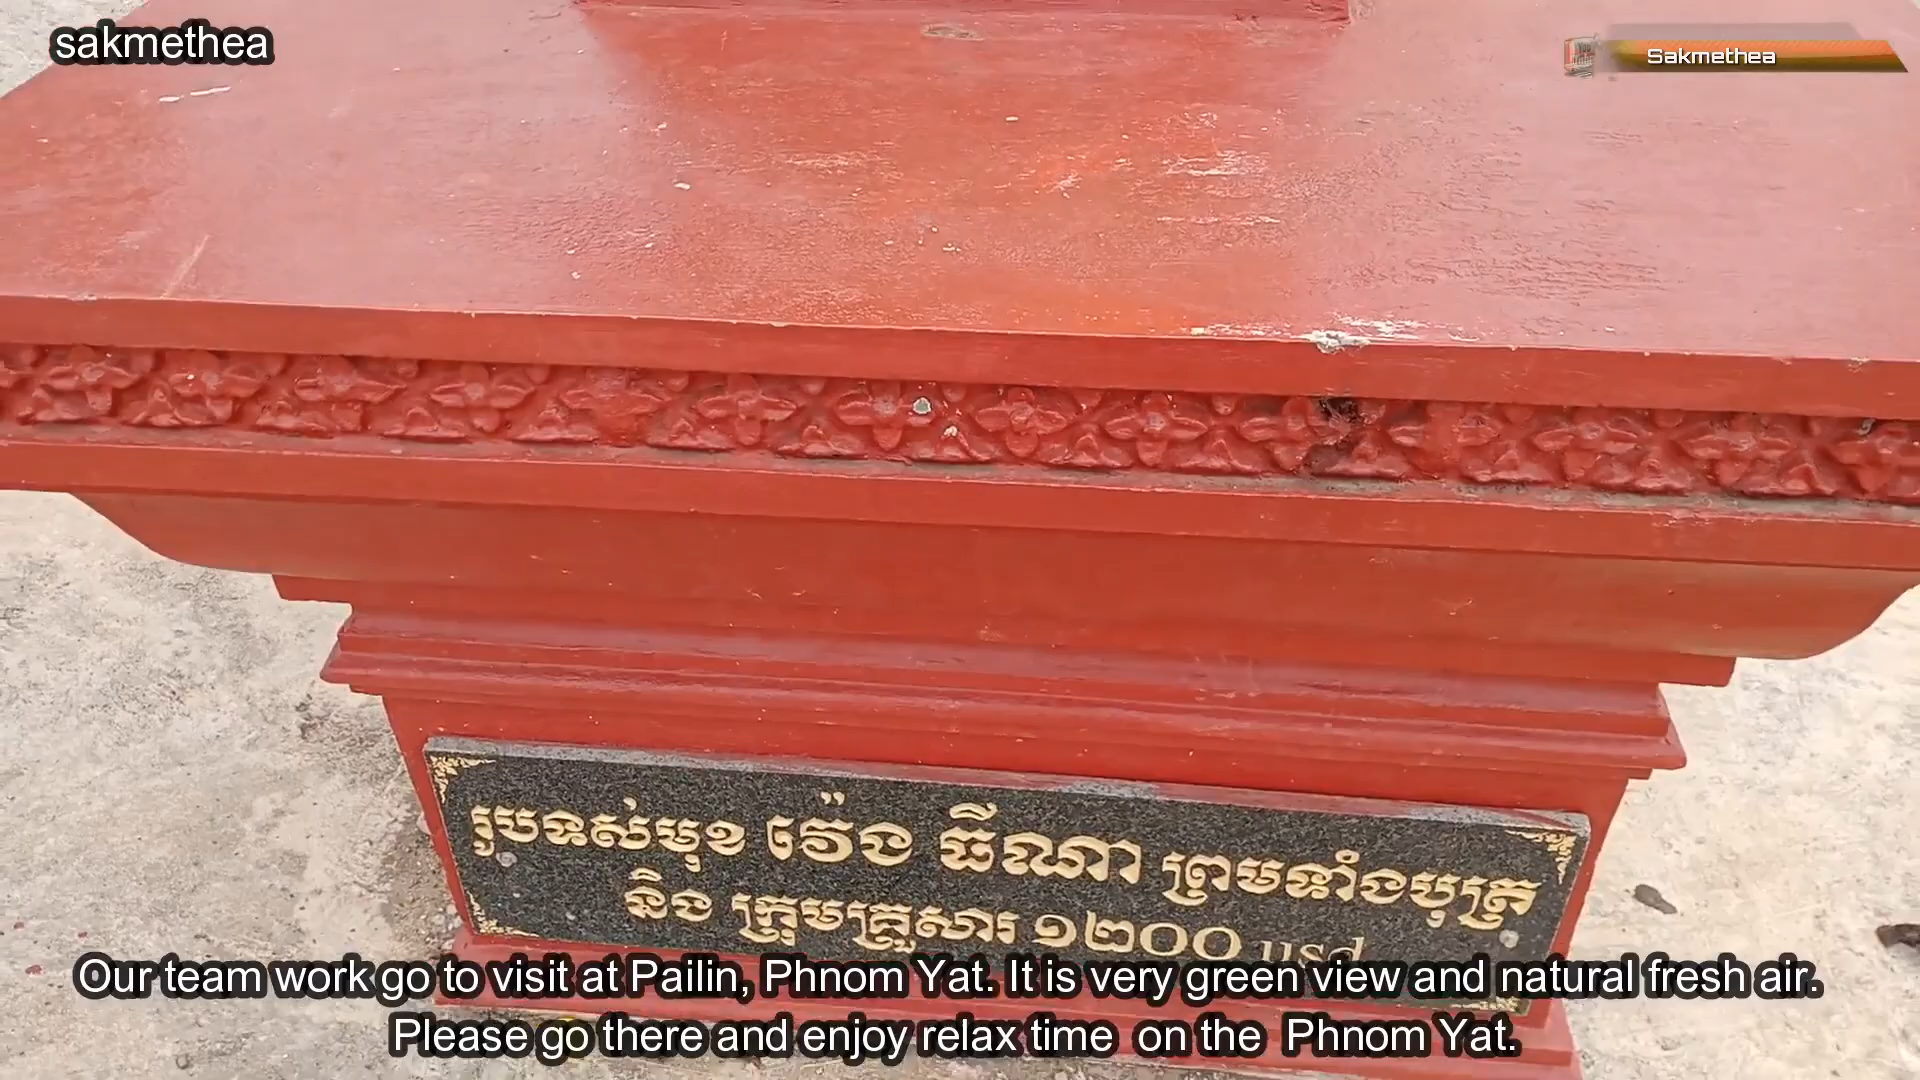 sakmethea
Sakmethea
រូបទស់មុខ វ៉េង ធីណា ព្រមទាំងបុត្រ
និង ក្រុមគ្រួសារ ១២០០ usd
Our team work go to visit at Pailin, Phnom Yat. It is very green view and natural fresh air.
Please go there and enjoy relax time on the Phnom Yat.